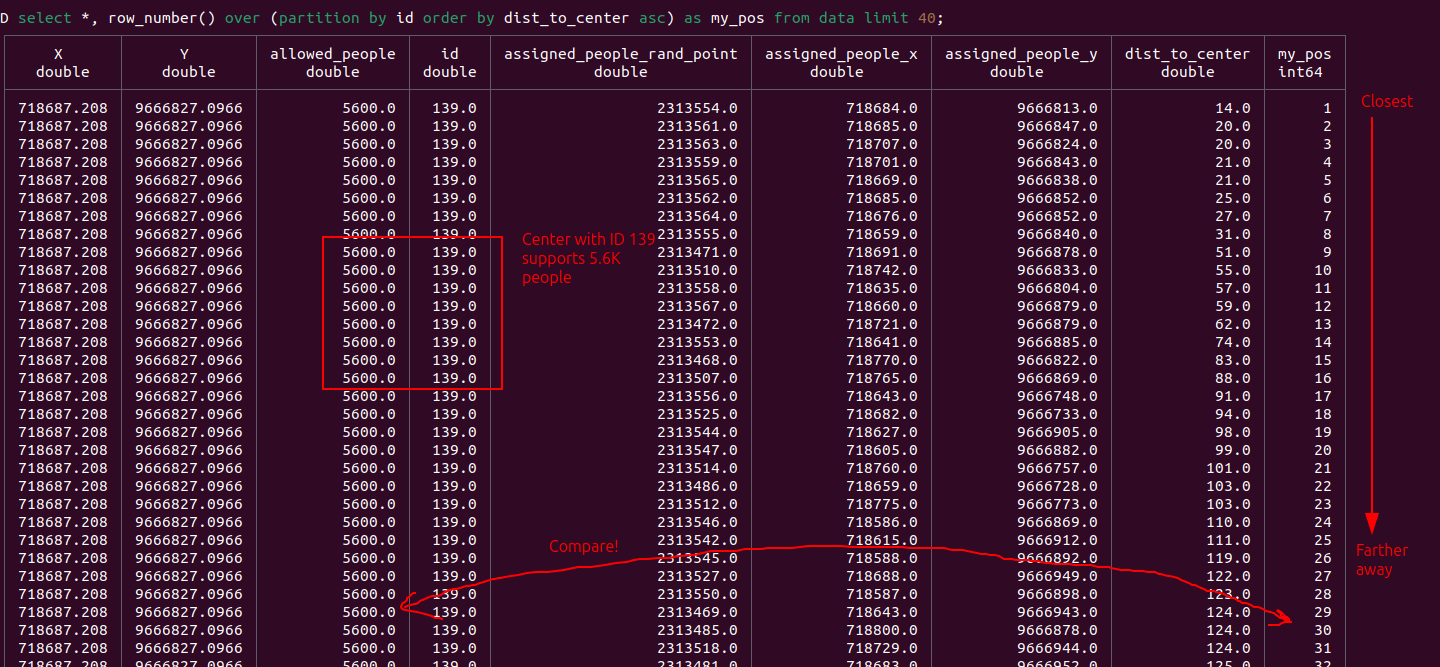 D select *, row_number() over (partition by id order by dist_to_center asc) as my_pos from data limit 40;
X Y allowed_people id assigned_people_rand_point assigned_people_x assigned_people_y dist_to_center my_pos
double double double double double double double double int64
718687.208 9666827.0966 5600.0 139.0 2313554.0 718684.0 9666813.0 14.0 1
Closest
718687.208 9666827.0966 5600.0 139.0 2313561.0 718685.0 9666847.0 20.0 2
718687.208 9666827.0966 5600.0 139.0 2313563.0 718707.0 9666824.0 20.0 3
718687.208 9666827.0966 5600.0 139.0 2313559.0 718701.0 9666843.0 21.0 4
718687.208 9666827.0966 5600.0 139.0 2313565.0 718669.0 9666838.0 21.0 5
718687.208 9666827.0966 5600.0 139.0 2313562.0 718685.0 9666852.0 25.0 6
718687.208 9666827.0966 5600.0 139.0 2313564.0 718676.0 9666852.0 27.0 7
718687.208 9666827.0966 5600.0 139.0 2313555.0 718659.0 9666840.0 31.0 8
Center with ID 139
supports 5.6K
people
718687.208 9666827.0966 5600.0 139.0 2313471.0 718691.0 9666878.0 51.0 9
718687.208 9666827.0966 5600.0 139.0 2313510.0 718742.0 9666833.0 55.0 10
718687.208 9666827.0966 5600.0 139.0 2313558.0 718635.0 9666804.0 57.0 11
718687.208 9666827.0966 5600.0 139.0 2313567.0 718660.0 9666879.0 59.0 12
718687.208 9666827.0966 5600.0 139.0 2313472.0 718721.0 9666879.0 62.0 13
718687.208 9666827.0966 5600.0 139.0 2313553.0 718641.0 9666885.0 74.0 14
718687.208 9666827.0966 5600.0 139.0 2313468.0 718770.0 9666822.0 83.0 15
718687.208 9666827.0966 5600.0 139.0 2313507.0 718765.0 9666869.0 88.0 16
718687.208 9666827.0966 5600.0 139.0 2313556.0 718643.0 9666748.0 91.0 17
718687.208 9666827.0966 5600.0 139.0 2313525.0 718682.0 9666733.0 94.0 18
718687.208 9666827.0966 5600.0 139.0 2313544.0 718627.0 9666905.0 98.0 19
718687.208 9666827.0966 5600.0 139.0 2313547.0 718605.0 9666882.0 99.0 20
718687.208 9666827.0966 5600.0 139.0 2313514.0 718760.0 9666757.0 101.0 21
718687.208 9666827.0966 5600.0 139.0 2313486.0 718659.0 9666728.0 103.0 22
718687.208 9666827.0966 5600.0 139.0 2313512.0 718775.0 9666773.0 103.0 23
718687.208 9666827.0966 5600.0 139.0 2313546.0 718586.0 9666869.0 110.0 24
718687.208 9666827.0966 5600.0 139.0 2313542.0 718615.0 9666912.0 111.0 25
Compare!
718687.208 9666827.0966 5600.0 139.0 2313545.0 718588.0 9666892.0 119.0 26
Farther
away
718687.208 9666827.0966 5600.0 139.0 2313527.0 718688.0 9666949.0 122.0 27
718687.208 9666827.0966 5600.0 139.0 2313550.0 718587.0 9666898.0 123.0 28
718687.208 9666827.0966 5600.0 139.0 2313469.0 718643.0 9666943.0 124.0 29
718687.208 9666827.0966 5600.0 139.0 2313485.0 718800.0 9666878.0 124.0 30
718687.208 9666827.0966 5600.0 139.0 2313518.0 718729.0 9666944.0 124.0 31
718687.208 9666827.0966 5600.0 139.0 2313481.0 718683.0 9666952.0 125.0 32